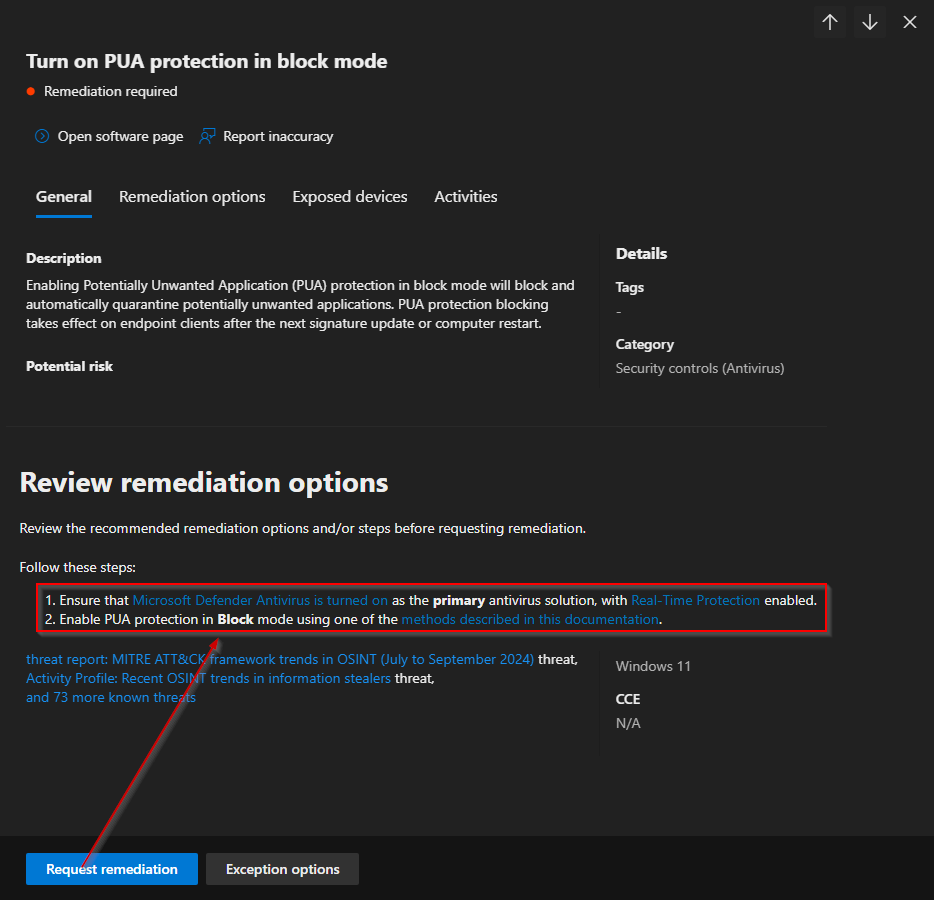 Turn on PUA protection in block mode
Remediation required
Open software page
Report inaccuracy
General
Remediation options
Exposed devices
Activities
Description
Enabling Potentially Unwanted Application (PUA) protection in block mode will block and
automatically quarantine potentially unwanted applications. PUA protection blocking
takes effect on endpoint clients after the next signature update or computer restart.
Potential risk
Details
Tags
-
Category
Security controls (Antivirus)
Review remediation options
Review the recommended remediation options and/or steps before requesting remediation.
Follow these steps:
1. Ensure that Microsoft Defender Antivirus is turned on as the primary antivirus solution, with Real-Time Protection enabled.
2. Enable PUA protection in Block mode using one of the methods described in this documentation.
threat report: MITRE ATT&CK framework trends in OSINT (July to September 2024) threat,
Activity Profile: Recent OSINT trends in information stealers threat,
and 73 more known threats
Windows 11
CCE
N/A
Request remediation
Exception options